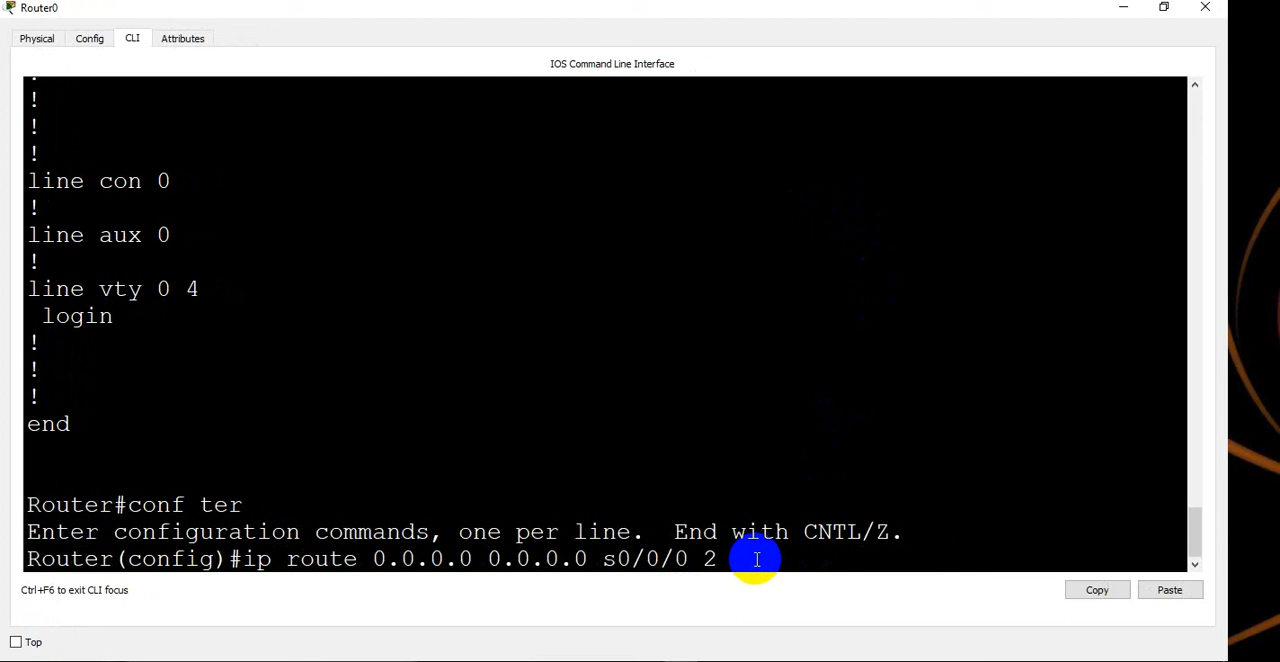 Router0
Physical Config CLI Attributes
IOS Command Line Interface
!
!
!
!
line con 0
!
line aux 0
!
line vty 0 4
login
!
!
!
end
Router#conf ter
Enter configuration commands, one per line. End with CNTL/Z.
Router(config)#ip route 0.0.0.0 0.0.0.0 s0/0/0 2
Ctrl+F6 to exit CLI focus
Copy Paste
Top